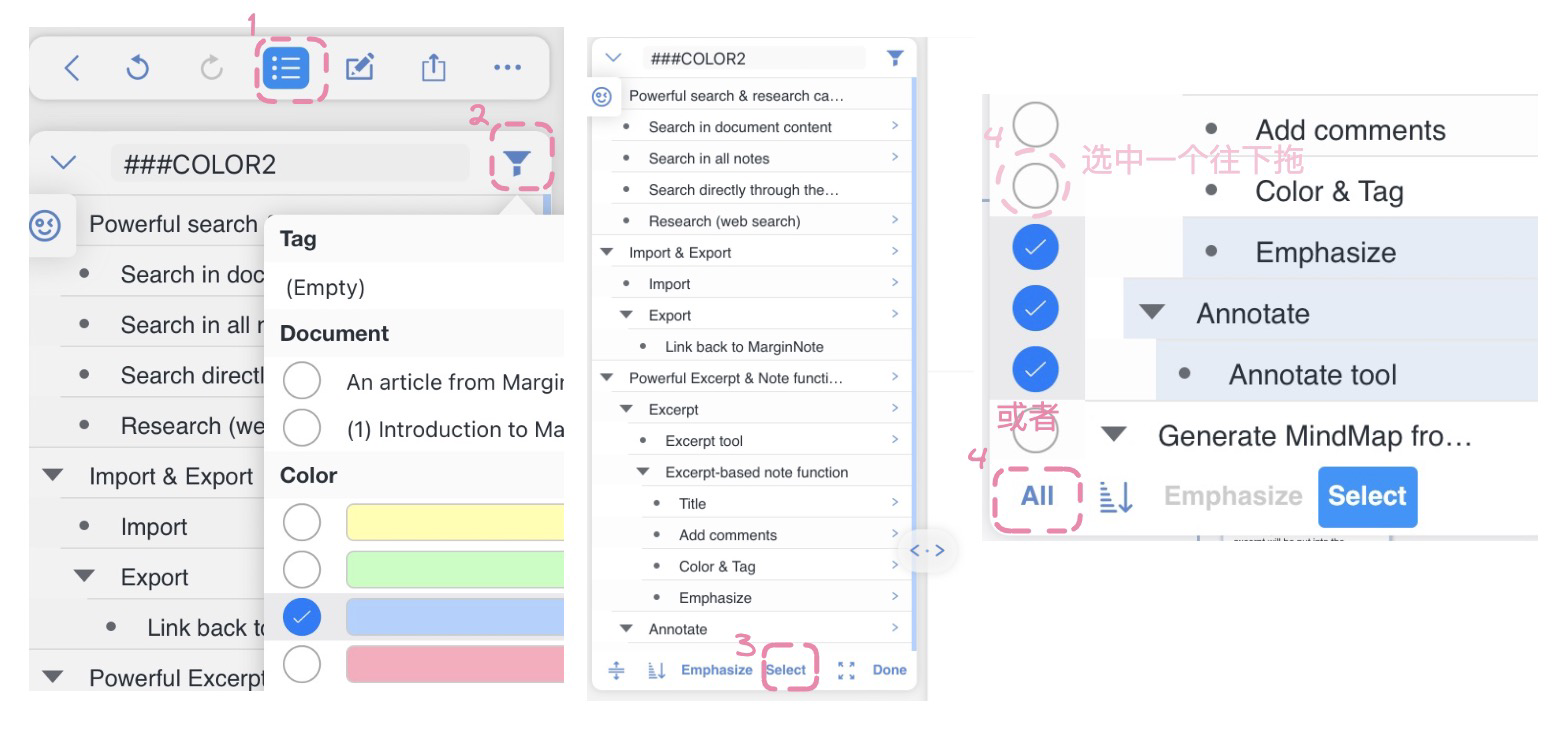 1
2
###COLOR2
Powerful search
Tag
Search in doc
(Empty)
Search in all n
Document
Search directl
An article from Margin
Research (we
(1) Introduction to Ma
Import & Export
Color
Import
Export
Link back to
Powerful Excerpt
###COLOR2
Powerful search & research ca…
Search in document content
Search in all notes
Search directly through the…
Research (web search)
Import & Export
Import
Export
Link back to MarginNote
Powerful Excerpt & Note functi…
Excerpt
Excerpt tool
Excerpt-based note function
Title
Add comments
Color & Tag
Emphasize
Annotate
3
Emphasize Select Done
Add comments
4 选中一个往下拖
Color & Tag
Emphasize
Annotate
Annotate tool
或者
Generate MindMap fro…
4
All Emphasize Select